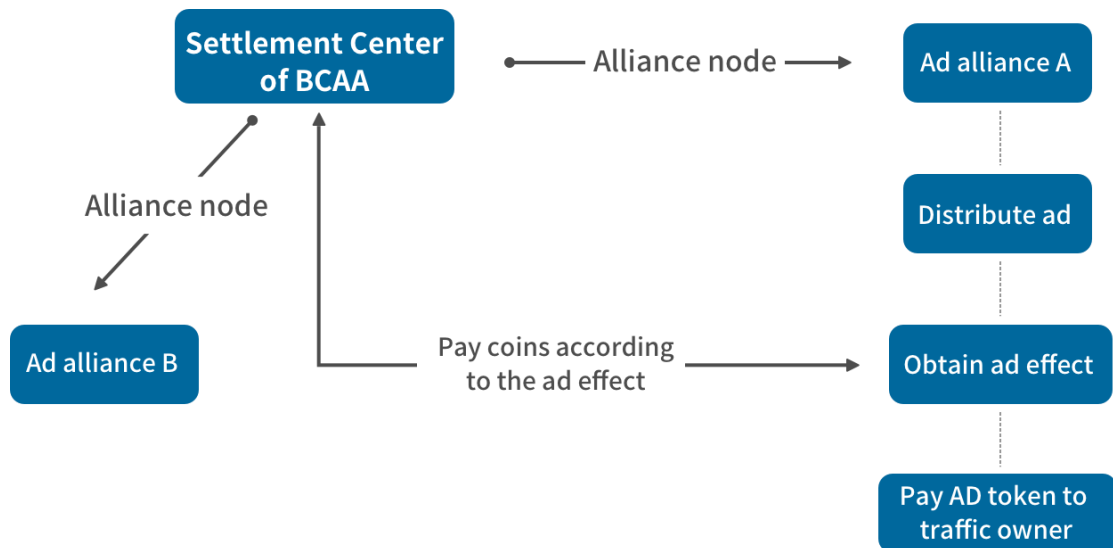 Settlement Center
of BCAA
Alliance node
Ad alliance A
Alliance node
Distribute ad
Ad alliance B
Pay coins according
to the ad effect
Obtain ad effect
Pay AD token to
traffic owner